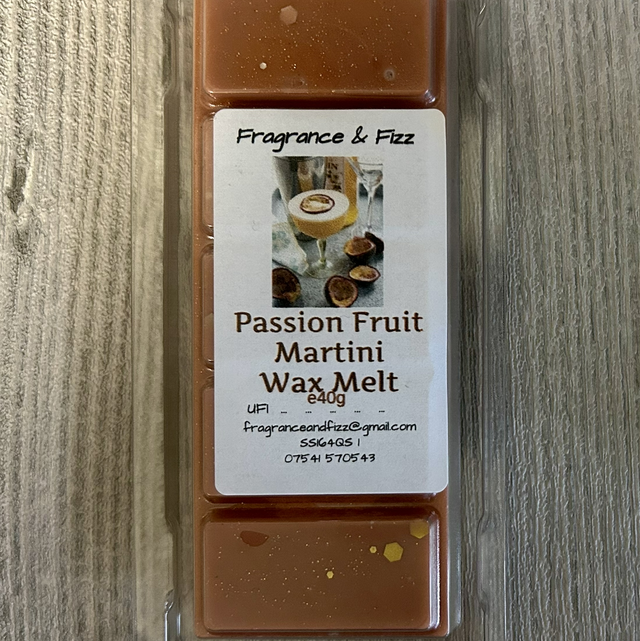 Fragrance & Fizz
Passion Fruit
Martini
Wax Melt
e40g
UFI _ _ _ _ _
fragranceandfizz@gmail.com
SS164QS 1
07541 570543